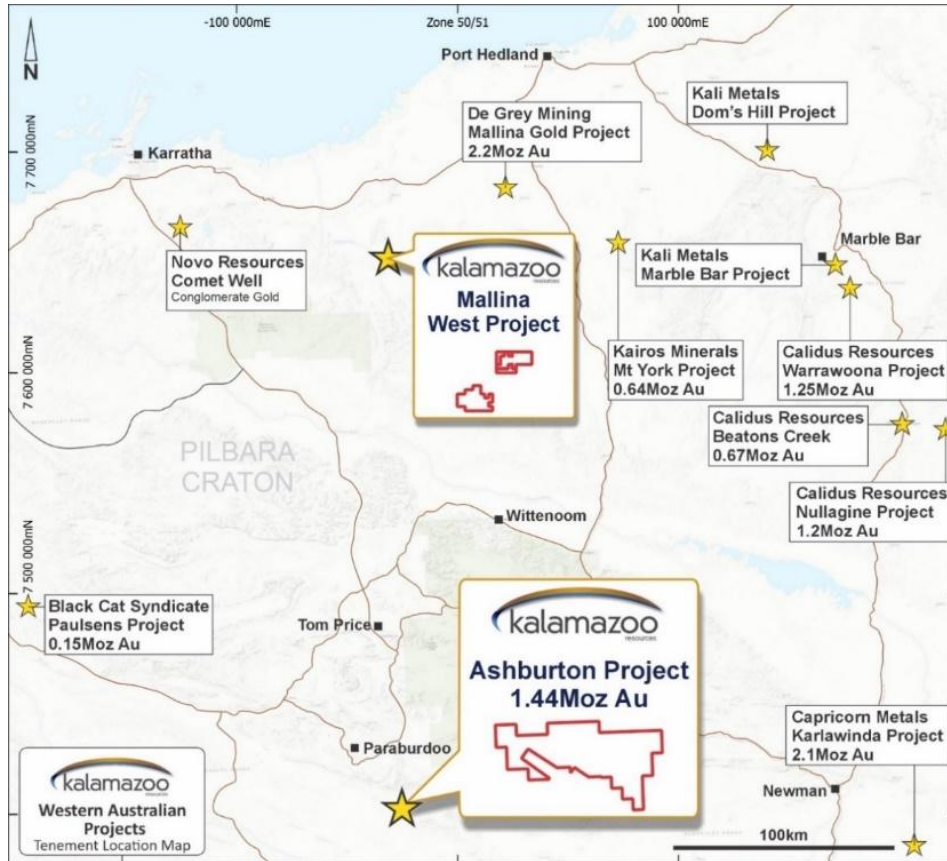 -100 000mE
Zone 50/51
100 000mE
N
Port Hedland
Kali Metals
Dom's Hill Project
De Grey Mining
Mallina Gold Project
2.2Moz Au
7 700 000mN
Karratha
Novo Resources
Comet Well
Conglomerate Gold
kalamazoo
resources
Mallina
West Project
Marble Bar
Kali Metals
Marble Bar Project
Kairos Minerals
Mt York Project
0.64Moz Au
Calidus Resources
Warrawoona Project
1.25Moz Au
7 600 000mN
Calidus Resources
Beatons Creek
0.67Moz Au
PILBARA
CRATON
Calidus Resources
Nullagine Project
1.2Moz Au
Wittenoom
7 500 000mN
Black Cat Syndicate
Paulsens Project
0.15Moz Au
Tom Price
kalamazoo
resources
Ashburton Project
1.44Moz Au
Paraburdoo
Capricorn Metals
Karlawinda Project
2.1Moz Au
Newman
kalamazoo
resources
Western Australian
Projects
Tenement Location Map
100km